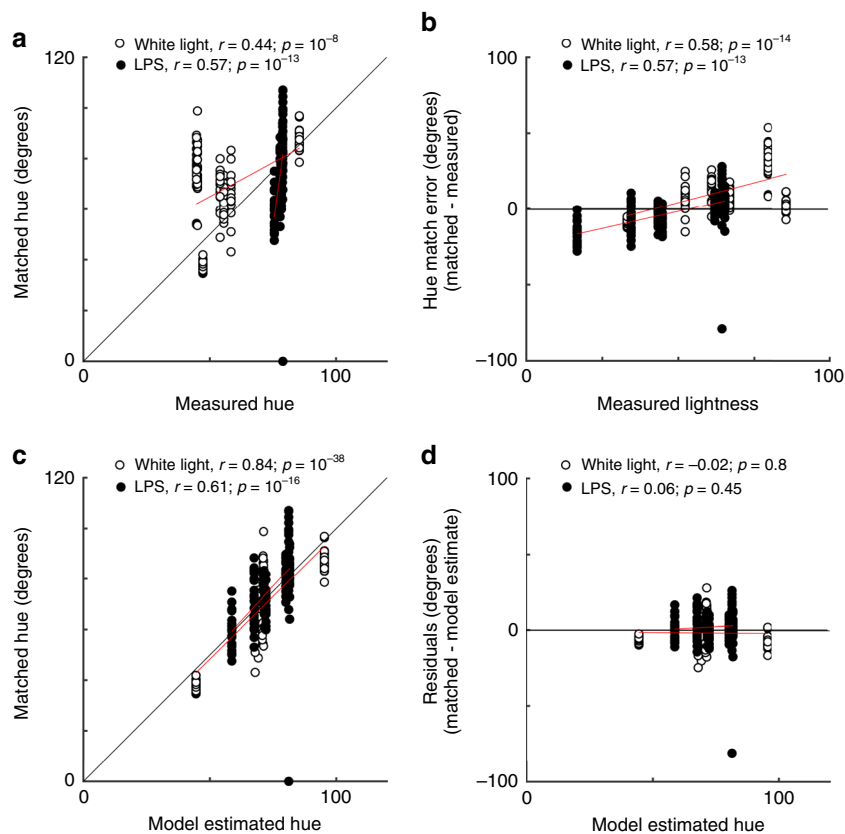 a
White light, r = 0.44; p = 10⁻⁸
LPS, r = 0.57; p = 10⁻¹³
120
Matched hue (degrees)
0
0
100
Measured hue
b
White light, r = 0.58; p = 10⁻¹⁴
LPS, r = 0.57; p = 10⁻¹³
100
Hue match error (degrees)
(matched - measured)
0
−100
0
100
Measured lightness
c
White light, r = 0.84; p = 10⁻³⁸
LPS, r = 0.61; p = 10⁻¹⁶
120
Matched hue (degrees)
0
0
100
Model estimated hue
d
White light, r = −0.02; p = 0.8
LPS, r = 0.06; p = 0.45
100
Residuals (degrees)
(matched - model estimate)
0
−100
0
100
Model estimated hue